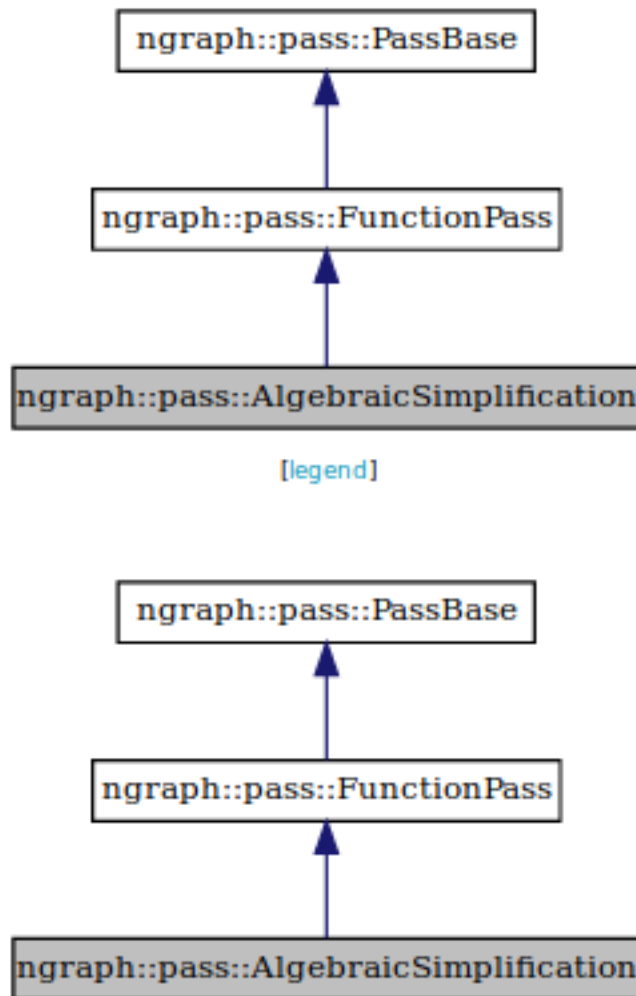 ngraph::pass::PassBase
ngraph::pass::FunctionPass
ngraph::pass::AlgebraicSimplification
[legend]
ngraph::pass::PassBase
ngraph::pass::FunctionPass
ngraph::pass::AlgebraicSimplification